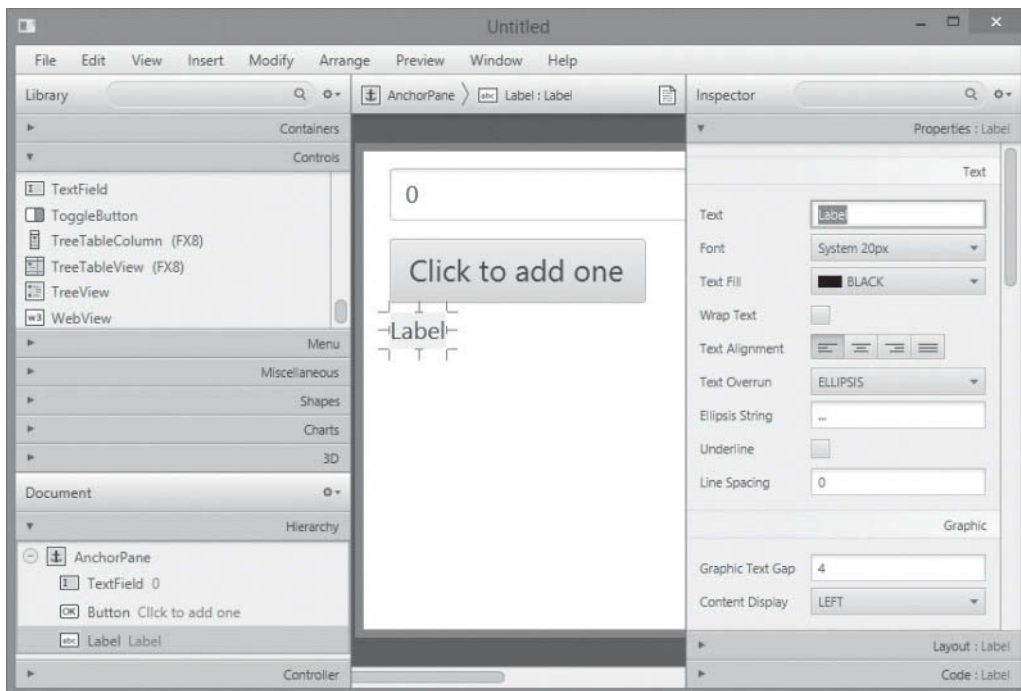 Untitled
File Edit View Insert Modify Arrange Preview Window Help
Library
Containers
Controls
TextField
ToggleButton
TreeTableColumn (FX8)
TreeTableView (FX8)
TreeView
w3 WebView
Menu
Miscellaneous
Shapes
Charts
3D
Document
Hierarchy
AnchorPane
I TextField 0
OK Button Click to add one
abc Label Label
Controller
AnchorPane abc Label : Label
0
Click to add one
Label
Inspector
Properties : Label
Text
Text Label
Font System 20px
Text Fill BLACK
Wrap Text
Text Alignment
Text Overrun ELLIPSIS
Ellipsis String ...
Underline
Line Spacing 0
Graphic
Graphic Text Gap 4
Content Display LEFT
Layout : Label
Code : Label